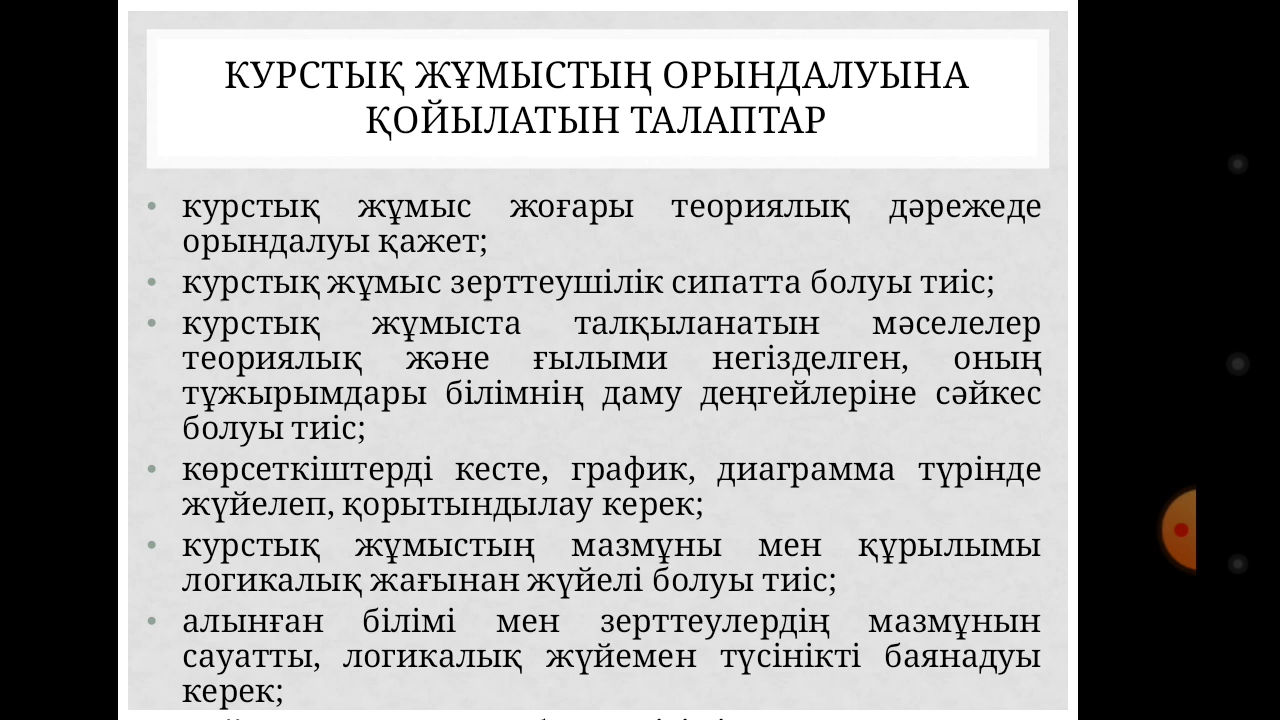 КУРСТЫҚ ЖҰМЫСТЫҢ ОРЫНДАЛУЫНА
ҚОЙЫЛАТЫН ТАЛАПТАР
• курстық жұмыс жоғары теориялық дәрежеде
орындалуы қажет;
• курстық жұмыс зерттеушілік сипатта болуы тиіс;
• курстық жұмыста талқыланатын мәселелер
теориялық және ғылыми негізделген, оның
тұжырымдары білімнің даму деңгейлеріне сәйкес
болуы тиіс;
• көрсеткіштерді кесте, график, диаграмма түрінде
жүйелеп, қорытындылау керек;
• курстық жұмыстың мазмұны мен құрылымы
логикалық жағынан жүйелі болуы тиіс;
• алынған білімі мен зерттеулердің мазмұнын
сауатты, логикалық жүйемен түсінікті баянадуы
керек;